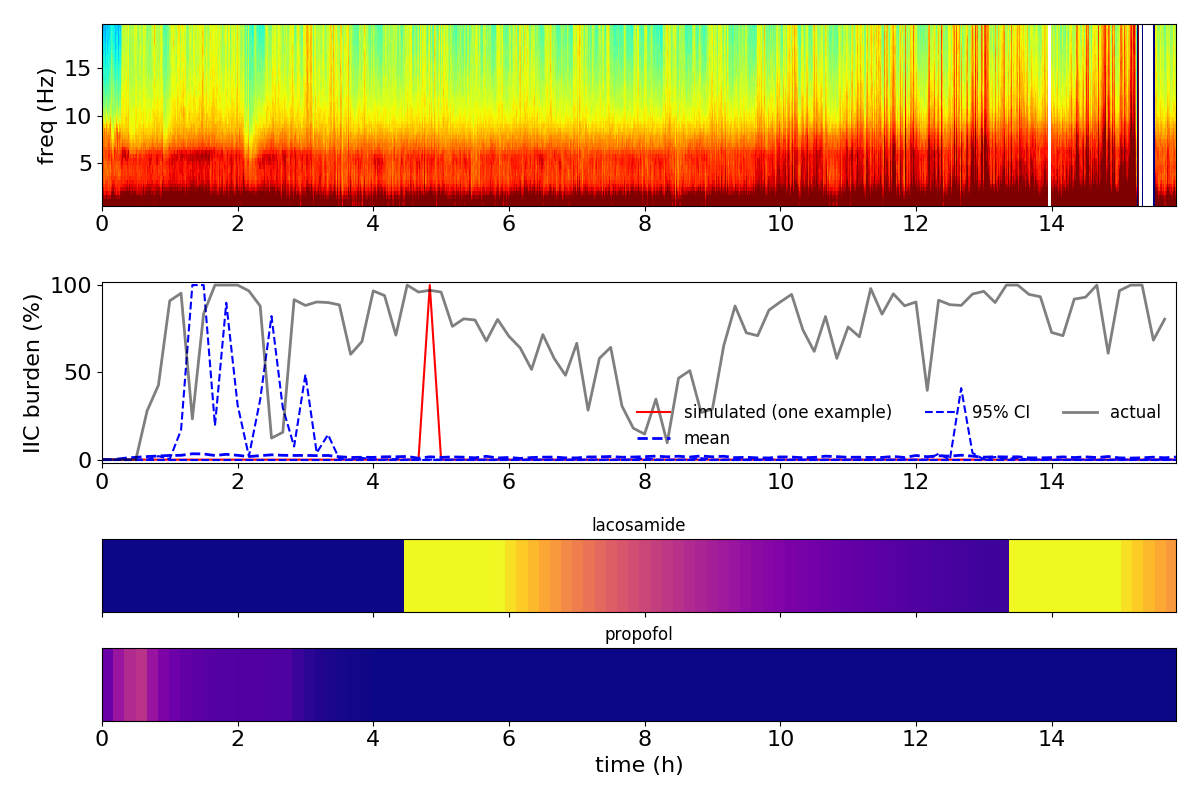 freq (Hz)
15
10
5
0 2 4 6 8 10 12 14
IIC burden (%)
100
50
0
simulated (one example)
mean
95% CI
actual
0 2 4 6 8 10 12 14
lacosamide
propofol
0 2 4 6 8 10 12 14
time (h)